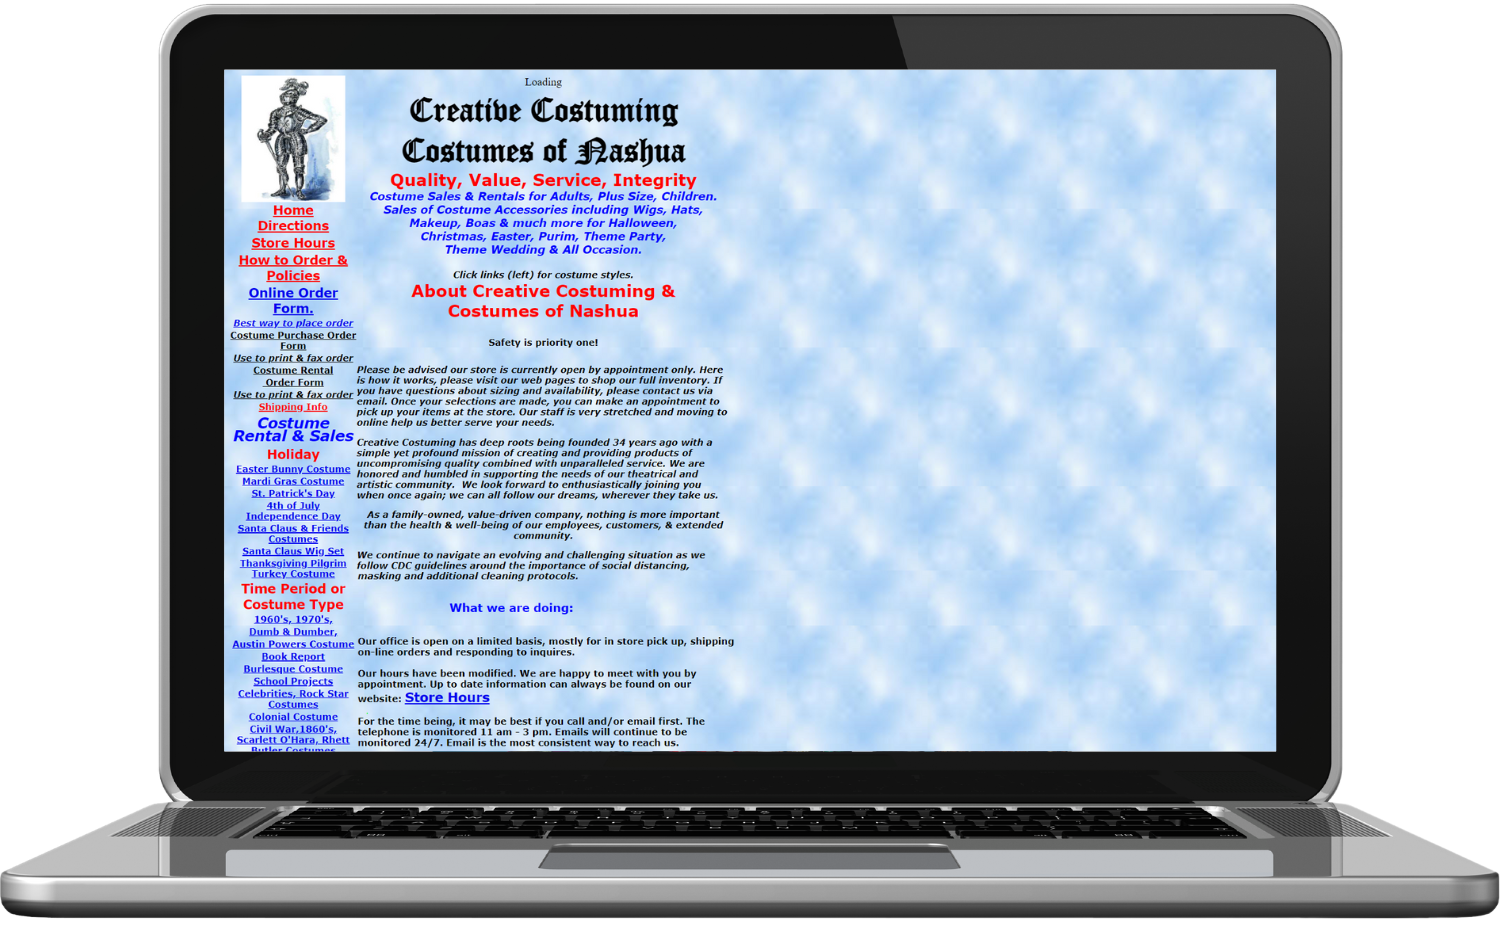 Loading
Creative Costuming
Costumes of Nashua
Quality, Value, Service, Integrity
Costume Sales & Rentals for Adults, Plus Size, Children.
Sales of Costume Accessories including Wigs, Hats,
Makeup, Boas & much more for Halloween,
Christmas, Easter, Purim, Theme Party,
Theme Wedding & All Occasion.
Click links (left) for costume styles.
About Creative Costuming &
Costumes of Nashua
Safety is priority one!
Please be advised our store is currently open by appointment only. Here
is how it works, please visit our web pages to shop our full inventory. If
you have questions about sizing and availability, please contact us via
email. Once your selections are made, you can make an appointment to
pick up your items at the store. Our staff is very stretched and moving to
online help us better serve your needs.
Creative Costuming has deep roots being founded 34 years ago with a
simple yet profound mission of creating and providing products of
uncompromising quality combined with unparalleled service. We are
honored and humbled in supporting the needs of our theatrical and
artistic community. We look forward to enthusiastically joining you
when once again; we can all follow our dreams, wherever they take us.
As a family-owned, value-driven company, nothing is more important
than the health & well-being of our employees, customers, & extended
community.
We continue to navigate an evolving and challenging situation as we
follow CDC guidelines around the importance of social distancing,
masking and additional cleaning protocols.
What we are doing:
Our office is open on a limited basis, mostly for in store pick up, shipping
on-line orders and responding to inquires.
Our hours have been modified. We are happy to meet with you by
appointment. Up to date information can always be found on our
website: Store Hours
For the time being, it may be best if you call and/or email first. The
telephone is monitored 11 am - 3 pm. Emails will continue to be
monitored 24/7. Email is the most consistent way to reach us.
Home
Directions
Store Hours
How to Order &
Policies
Online Order
Form.
Best way to place order
Costume Purchase Order
Form
Use to print & fax order
Costume Rental
Order Form
Use to print & fax order
Shipping Info
Costume
Rental & Sales
Holiday
Easter Bunny Costume
Mardi Gras Costume
St. Patrick's Day
4th of July
Independence Day
Santa Claus & Friends
Costumes
Santa Claus Wig Set
Thanksgiving Pilgrim
Turkey Costume
Time Period or
Costume Type
1960's, 1970's,
Dumb & Dumber,
Austin Powers Costume
Book Report
Burlesque Costume
School Projects
Celebrities, Rock Star
Costumes
Colonial Costume
Civil War,1860's,
Scarlett O'Hara, Rhett
Butler Costumes